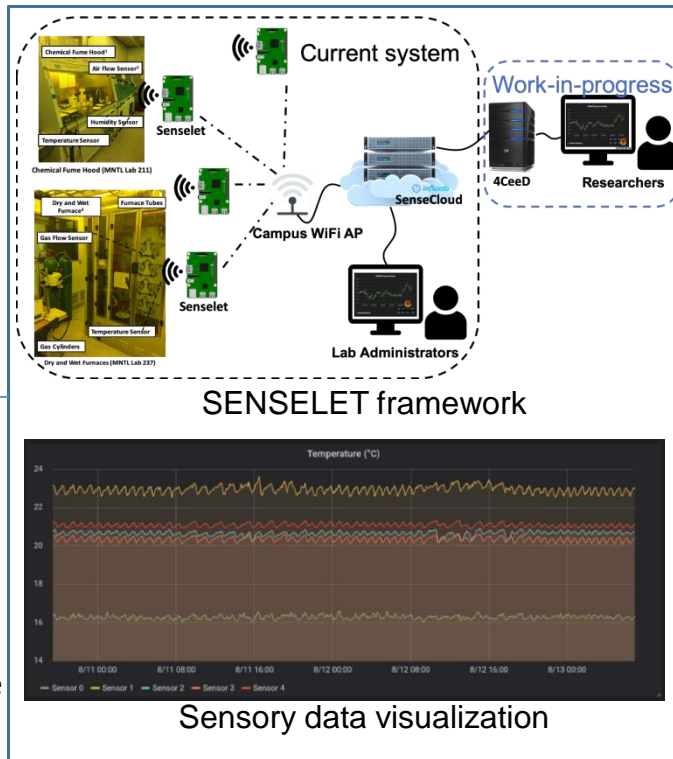 Current system
Chemical Fume Hood¹
Air Flow Sensor²
Humidity Sensor
Temperature Sensor
Chemical Fume Hood (MNTL Lab 211)
Senselet
Dry and Wet
Furnace²
Furnace Tubes
Gas Flow Sensor
Temperature Sensor
Gas Cylinders
Dry and Wet Furnaces (MNTL Lab 237)
Senselet
Campus WiFi AP
influxdb
SenseCloud
Lab Administrators
Work-in-progress
4CeeD
Researchers
SENSELET framework
Temperature (°C)
24
22
20
18
16
14
8/11 00:00 8/11 08:00 8/11 16:00 8/12 00:00 8/12 08:00 8/12 16:00 8/13 00:00
Sensor 0 Sensor 1 Sensor 2 Sensor 3 Sensor 4
Sensory data visualization
e